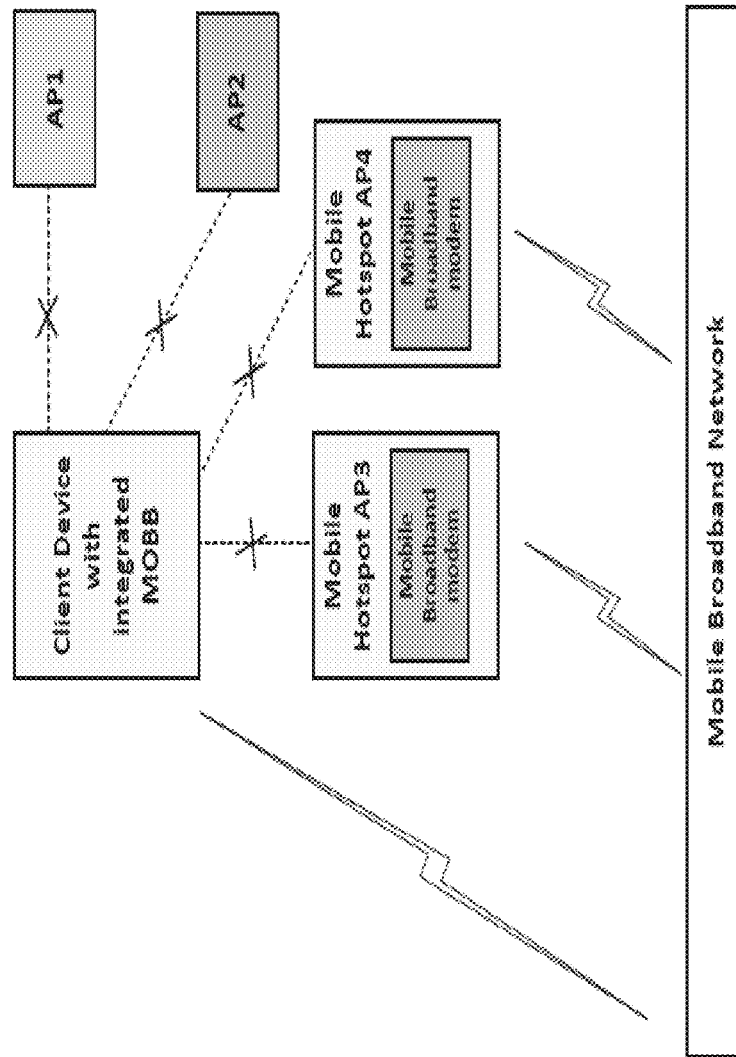 Client Device
with
integrated
MOBB
AP1
AP2
Mobile
Hotspot AP3
Mobile
Broadband
modem
Mobile
Hotspot AP4
Mobile
Broadband
modem
Mobile Broadband Network